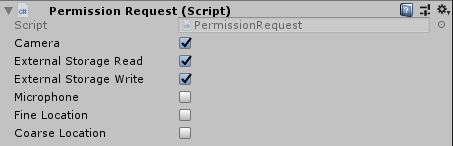 Permission Request (Script)
Script PermissionRequest
Camera
External Storage Read
External Storage Write
Microphone
Fine Location
Coarse Location